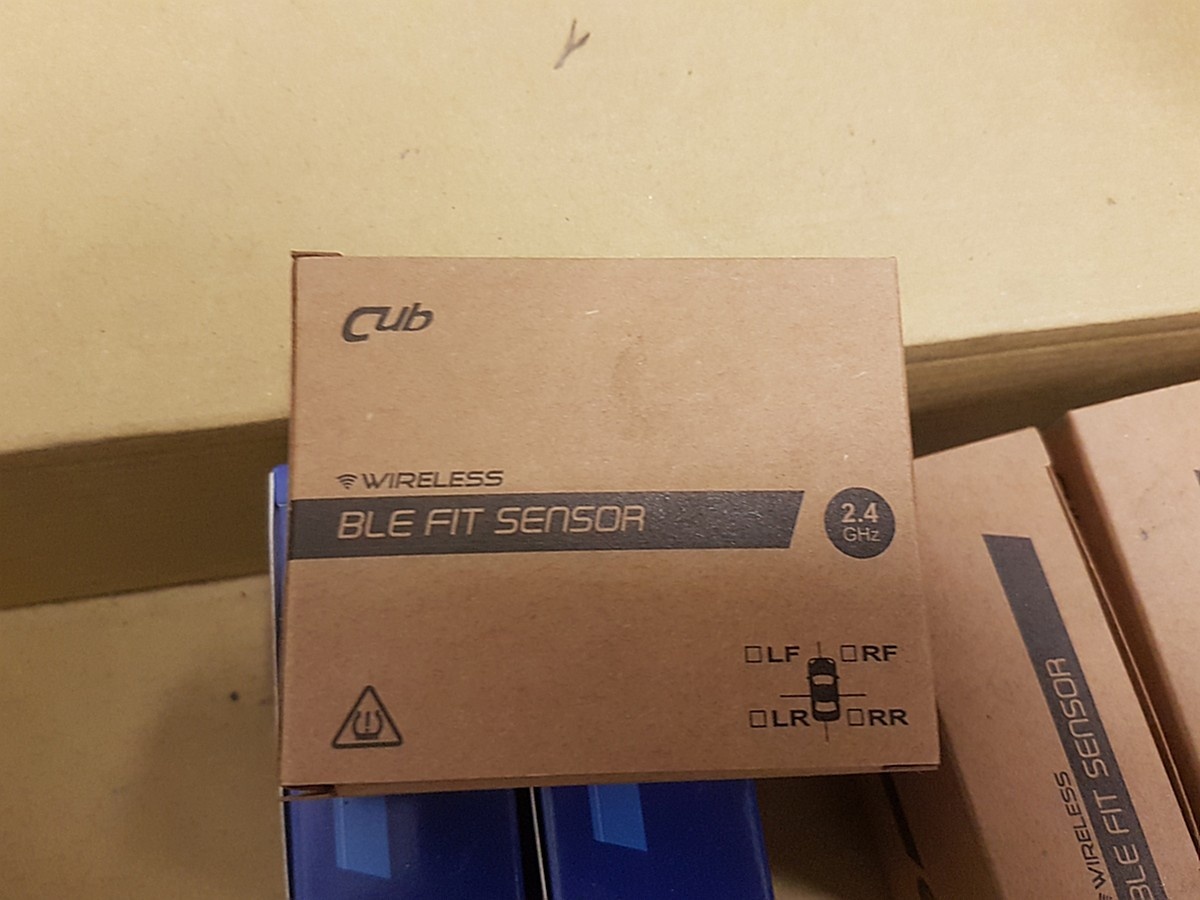 Cub
WIRELESS
BLE FIT SENSOR
2.4
GHz
LF RF
LR RR
WIRELESS
BLE FIT SENSOR